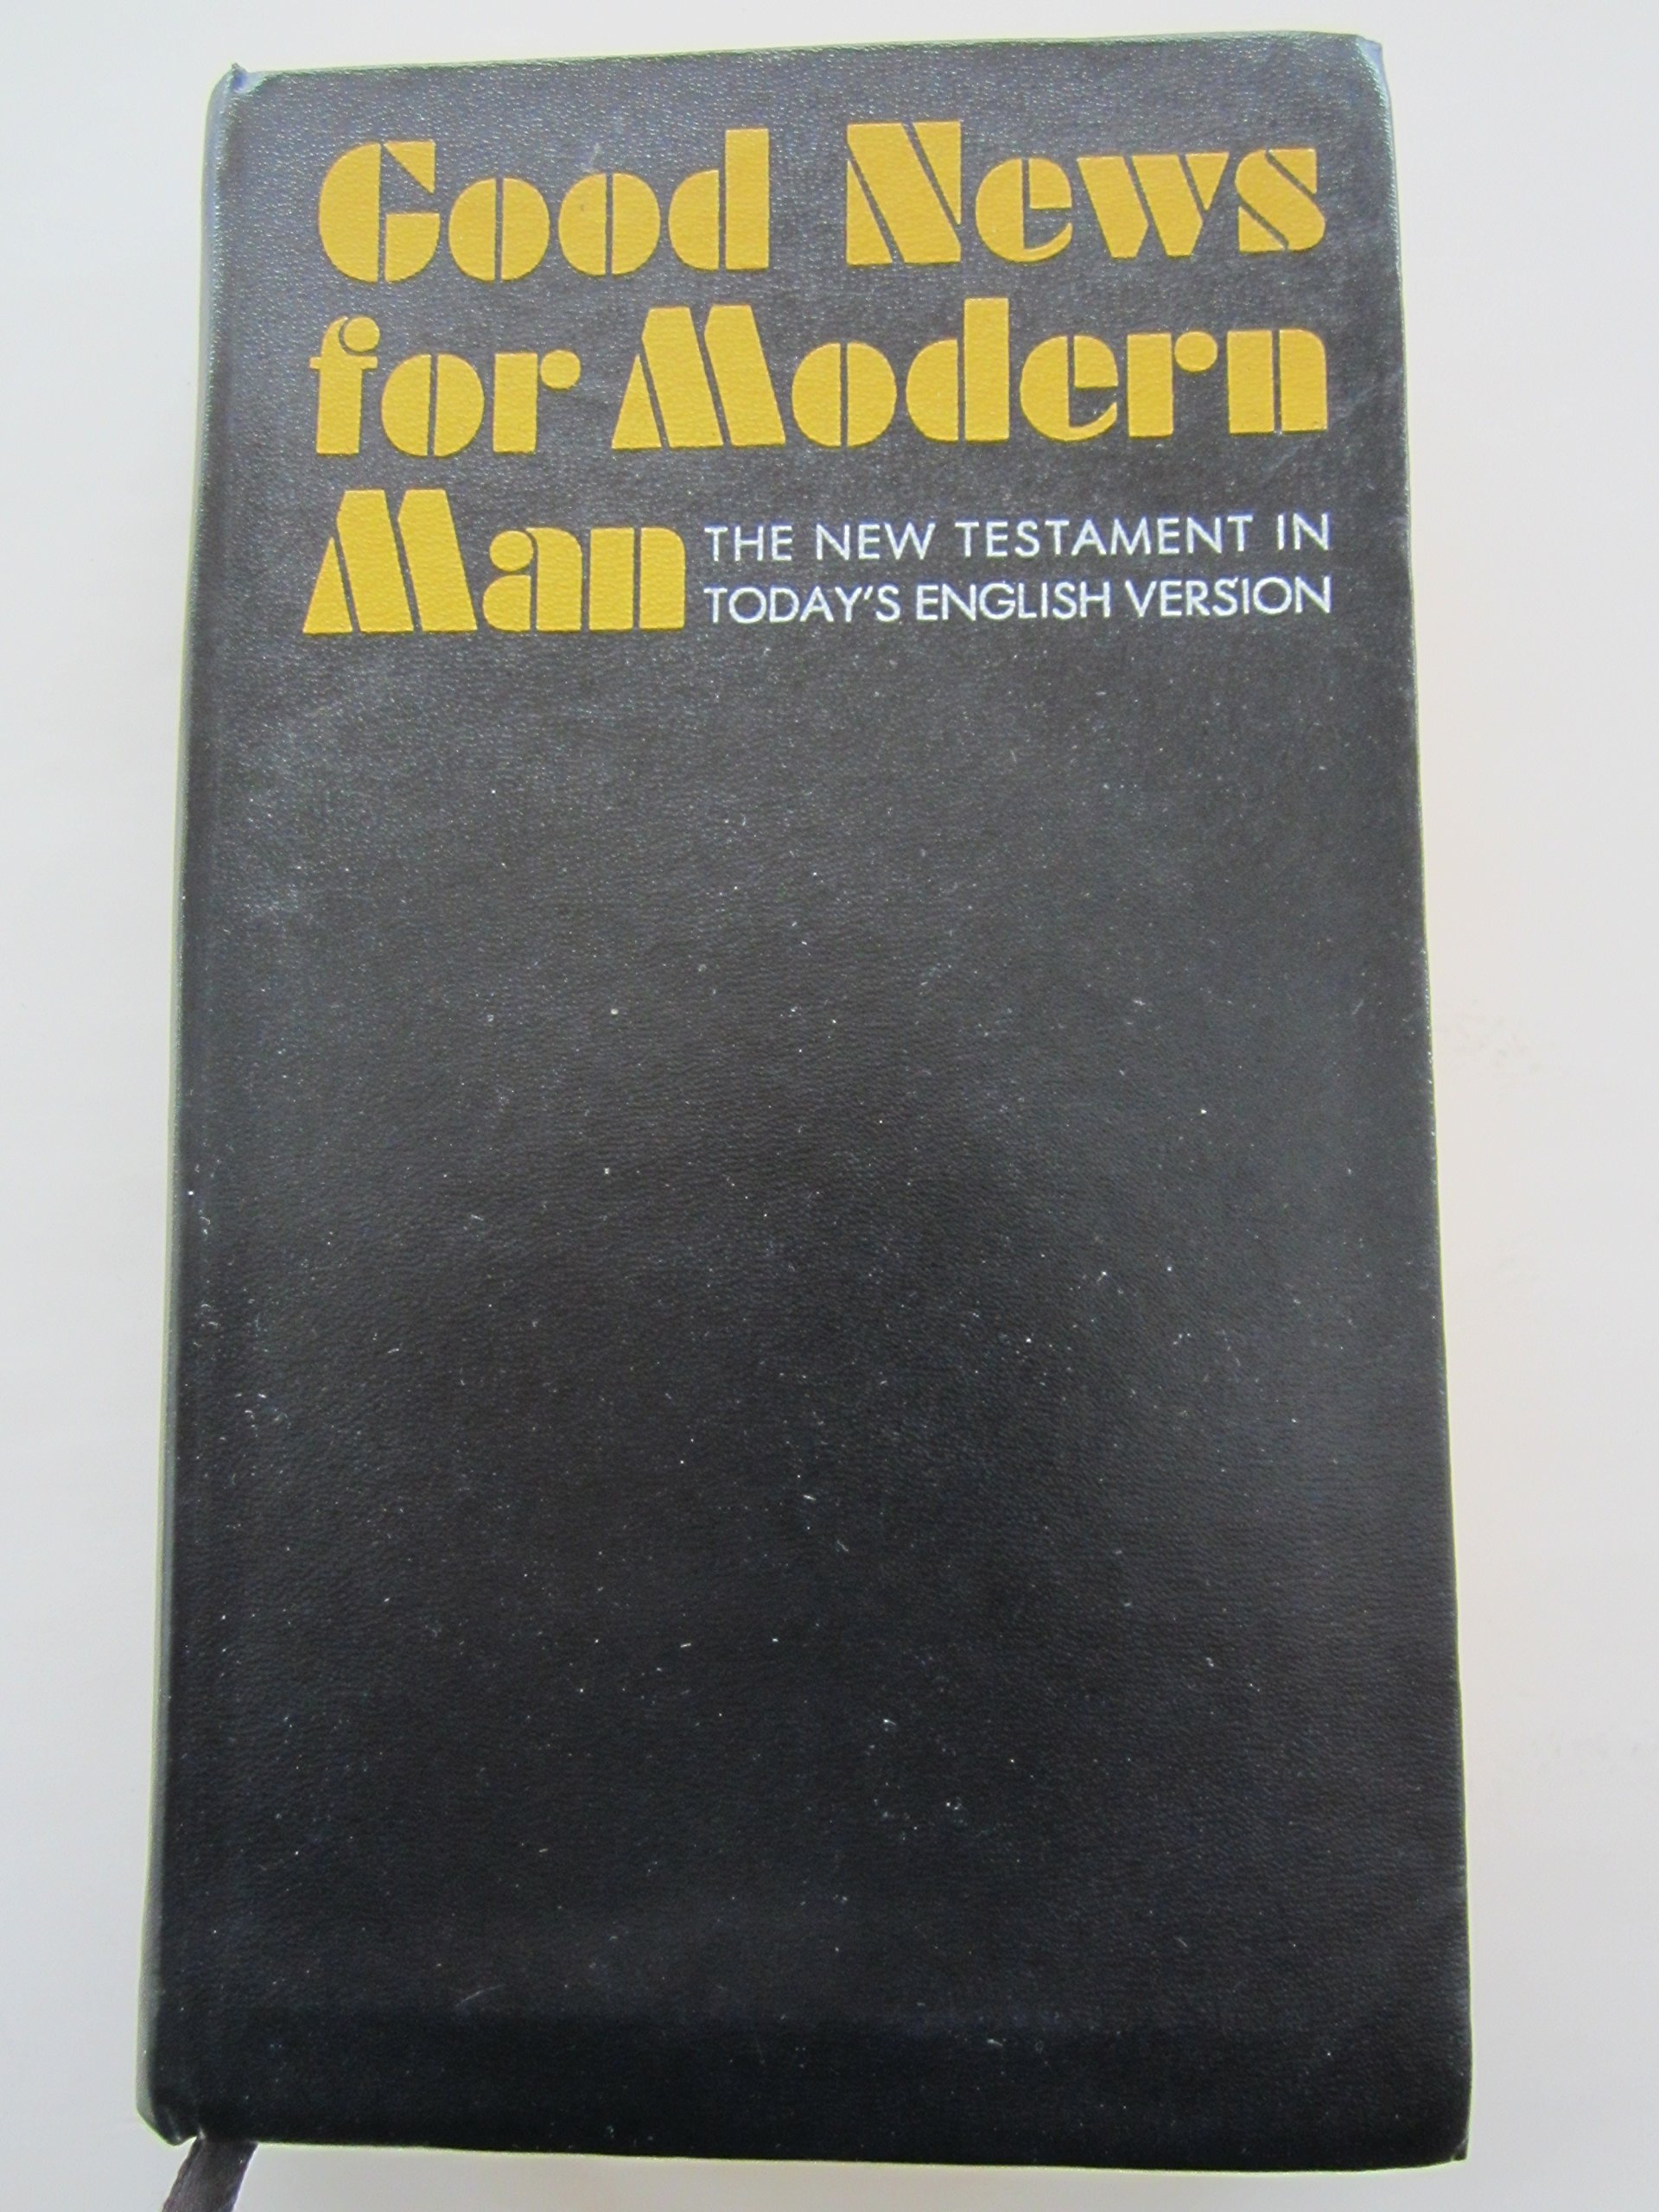 Good News
for Modern
Man THE NEW TESTAMENT IN
TODAY'S ENGLISH VERSION